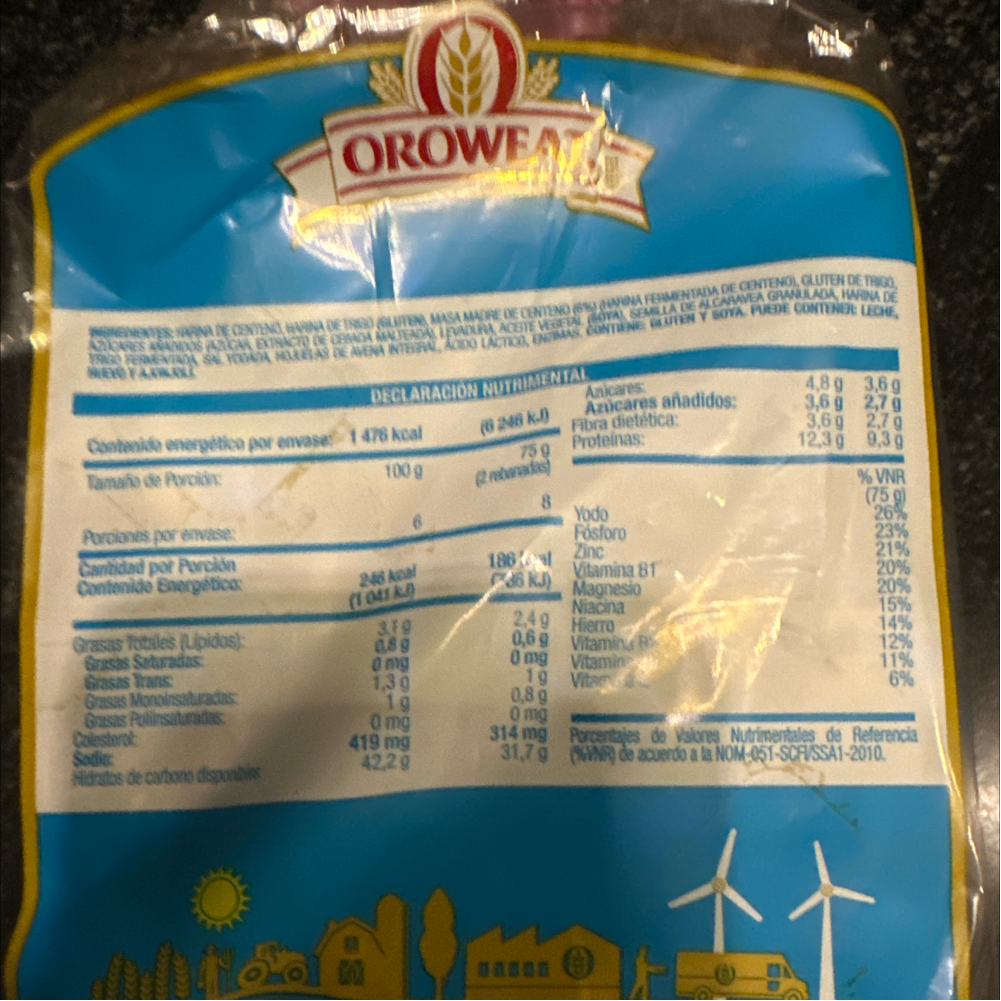 OROWEAT
INGREDIENTES: HARINA DE CENTENO, HARINA DE TRIGO (GLUTEN), MASA MADRE DE CENTENO (HARINA FERMENTADA DE CENTENO), GLUTEN DE TRIGO,
AZÚCARES AÑADIDOS (AZÚCAR, EXTRACTO DE CEBADA MALTEADA), LEVADURA, ACEITE VEGETAL (SOYA), SEMILLA DE ALCARAVEA GRANULADA, HARINA DE
TRIGO FERMENTADA, SAL YODADA, HOJUELAS DE AVENA INTEGRAL, ÁCIDO LÁCTICO, ENZIMAS. CONTIENE: GLUTEN Y SOYA. PUEDE CONTENER: LECHE,
HUEVO Y AJONJOLÍ.
DECLARACIÓN NUTRIMENTAL
Contenido energético por envase: 1 476 kcal (6 246 kJ)
Tamaño de Porción: 100 g 75 g
(2 rebanadas)
Porciones por envase: 6 8
Cantidad por Porción
Contenido Energético: 246 kcal 186 kcal
(1 041 kJ) (786 kJ)
Grasas Totales (Lípidos): 3,1 g 2,4 g
Grasas Saturadas: 0,8 g 0,6 g
Grasas Trans: 0 mg 0 mg
Grasas Monoinsaturadas: 1,3 g 1 g
Grasas Poliinsaturadas: 1 g 0,8 g
Colesterol: 0 mg 0 mg
Sodio: 419 mg 314 mg
Hidratos de carbono disponibles 42,2 g 31,7 g
Azúcares: 4,8 g 3,6 g
Azúcares añadidos: 3,6 g 2,7 g
Fibra dietética: 3,6 g 2,7 g
Proteínas: 12,3 g 9,3 g
% VNR
(75 g)
Yodo 26%
Fósforo 23%
Zinc 21%
Vitamina B1 20%
Magnesio 20%
Niacina 15%
Hierro 14%
Vitamina 12%
Vitamina 11%
6%
Porcentajes de Valores Nutrimentales de Referencia
(%VNR) de acuerdo a la NOM-051-SCFI/SSA1-2010.